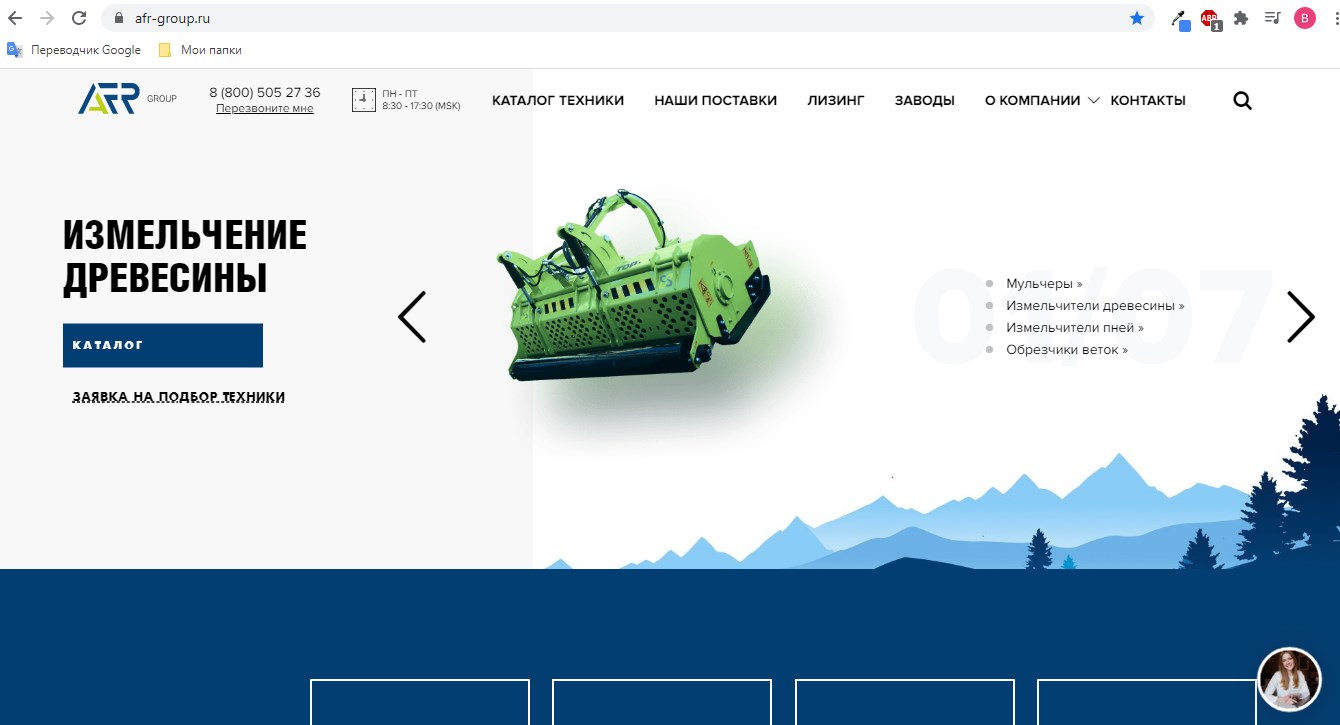 afr-group.ru
ABP
1
B
Переводчик Google
Мои папки
AFR GROUP
8 (800) 505 27 36
Перезвоните мне
ПН - ПТ
8:30 - 17:30 (MSK)
КАТАЛОГ ТЕХНИКИ
НАШИ ПОСТАВКИ
ЛИЗИНГ
ЗАВОДЫ
О КОМПАНИИ
КОНТАКТЫ
ИЗМЕЛЬЧЕНИЕ
ДРЕВЕСИНЫ
КАТАЛОГ
ЗАЯВКА НА ПОДБОР ТЕХНИКИ
01/07
Мульчеры »
Измельчители древесины »
Измельчители пней »
Обрезчики веток »